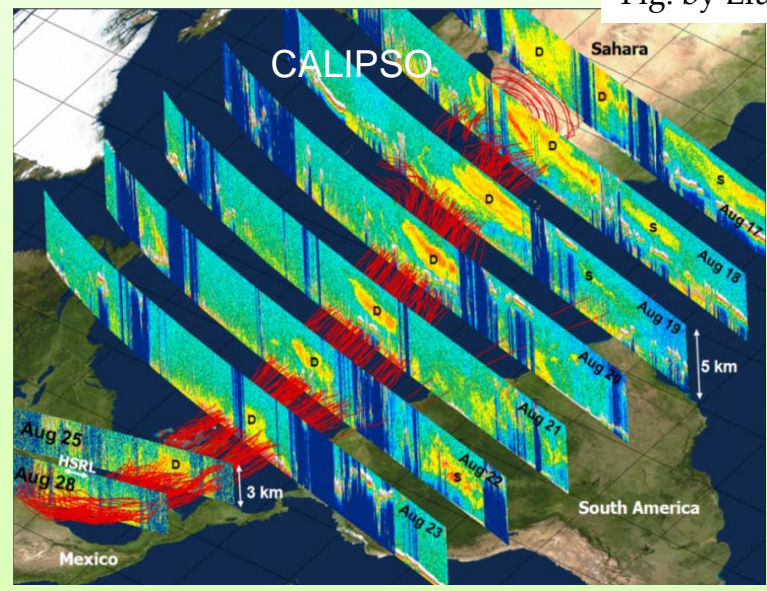 Fig. by
CALIPSO
Sahara
D
D
D
S
Aug 17
D
S
Aug 18
D
S
Aug 19
D
Aug 20
5 km
D
Aug 21
D
S
Aug 22
Aug 23
Aug 25
D
HSRL
Aug 28
3 km
South America
Mexico